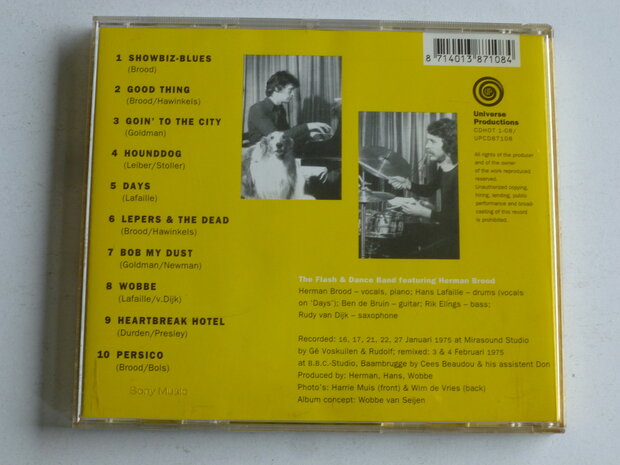 8 714013 871084
1 SHOWBIZ-BLUES
(Brood)
2 GOOD THING
(Brood/Hawinkels)
3 GOIN' TO THE CITY
(Goldman)
4 HOUNDDOG
(Leiber/Stoller)
5 DAYS
(Lafaille)
6 LEPERS & THE DEAD
(Brood/Hawinkels)
7 BOB MY DUST
(Goldman/Newman)
8 WOBBE
(Lafaille/v.Dijk)
9 HEARTBREAK HOTEL
(Durden/Presley)
10 PERSICO
(Brood/Bols)
Sony Music
Universe
Productions
CDHOT 1-08/
UPCD87108
All rights of the producer
and of the owner
of the work reproduced
reserved.
Unauthorized copying,
hiring, lending, public
performance and broad-
casting of this record
is prohibited.
The Flash & Dance Band featuring Herman Brood
Herman Brood – vocals, piano; Hans Lafaille – drums (vocals
on 'Days'); Ben de Bruin – guitar; Rik Elings – bass;
Rudy van Dijk – saxophone
Recorded: 16, 17, 21, 22, 27 Januari 1975 at Mirasound Studio
by Gé Voskuilen & Rudolf; remixed: 3 & 4 Februari 1975
at B.B.C.-Studio, Baambrugge by Cees Beaudou & his assistent Don
Produced by: Herman, Hans, Wobbe
Photo's: Harrie Muis (front) & Wim de Vries (back)
Album concept: Wobbe van Seijen